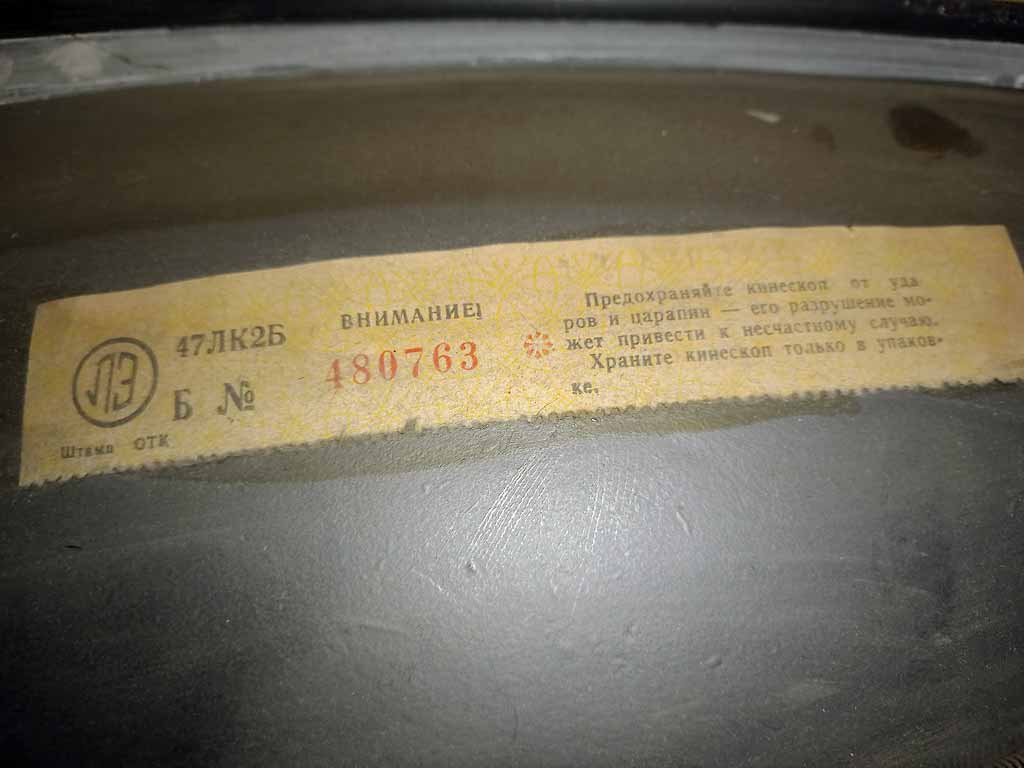 ЛЭ
47ЛК2Б
Б №
Штамп ОТК
ВНИМАНИЕ!
480763
Предохраняйте кинескоп от уда
ров и царапин — его разрушение мо-
жет привести к несчастному случаю.
Храните кинескоп только в упаков-
ке.